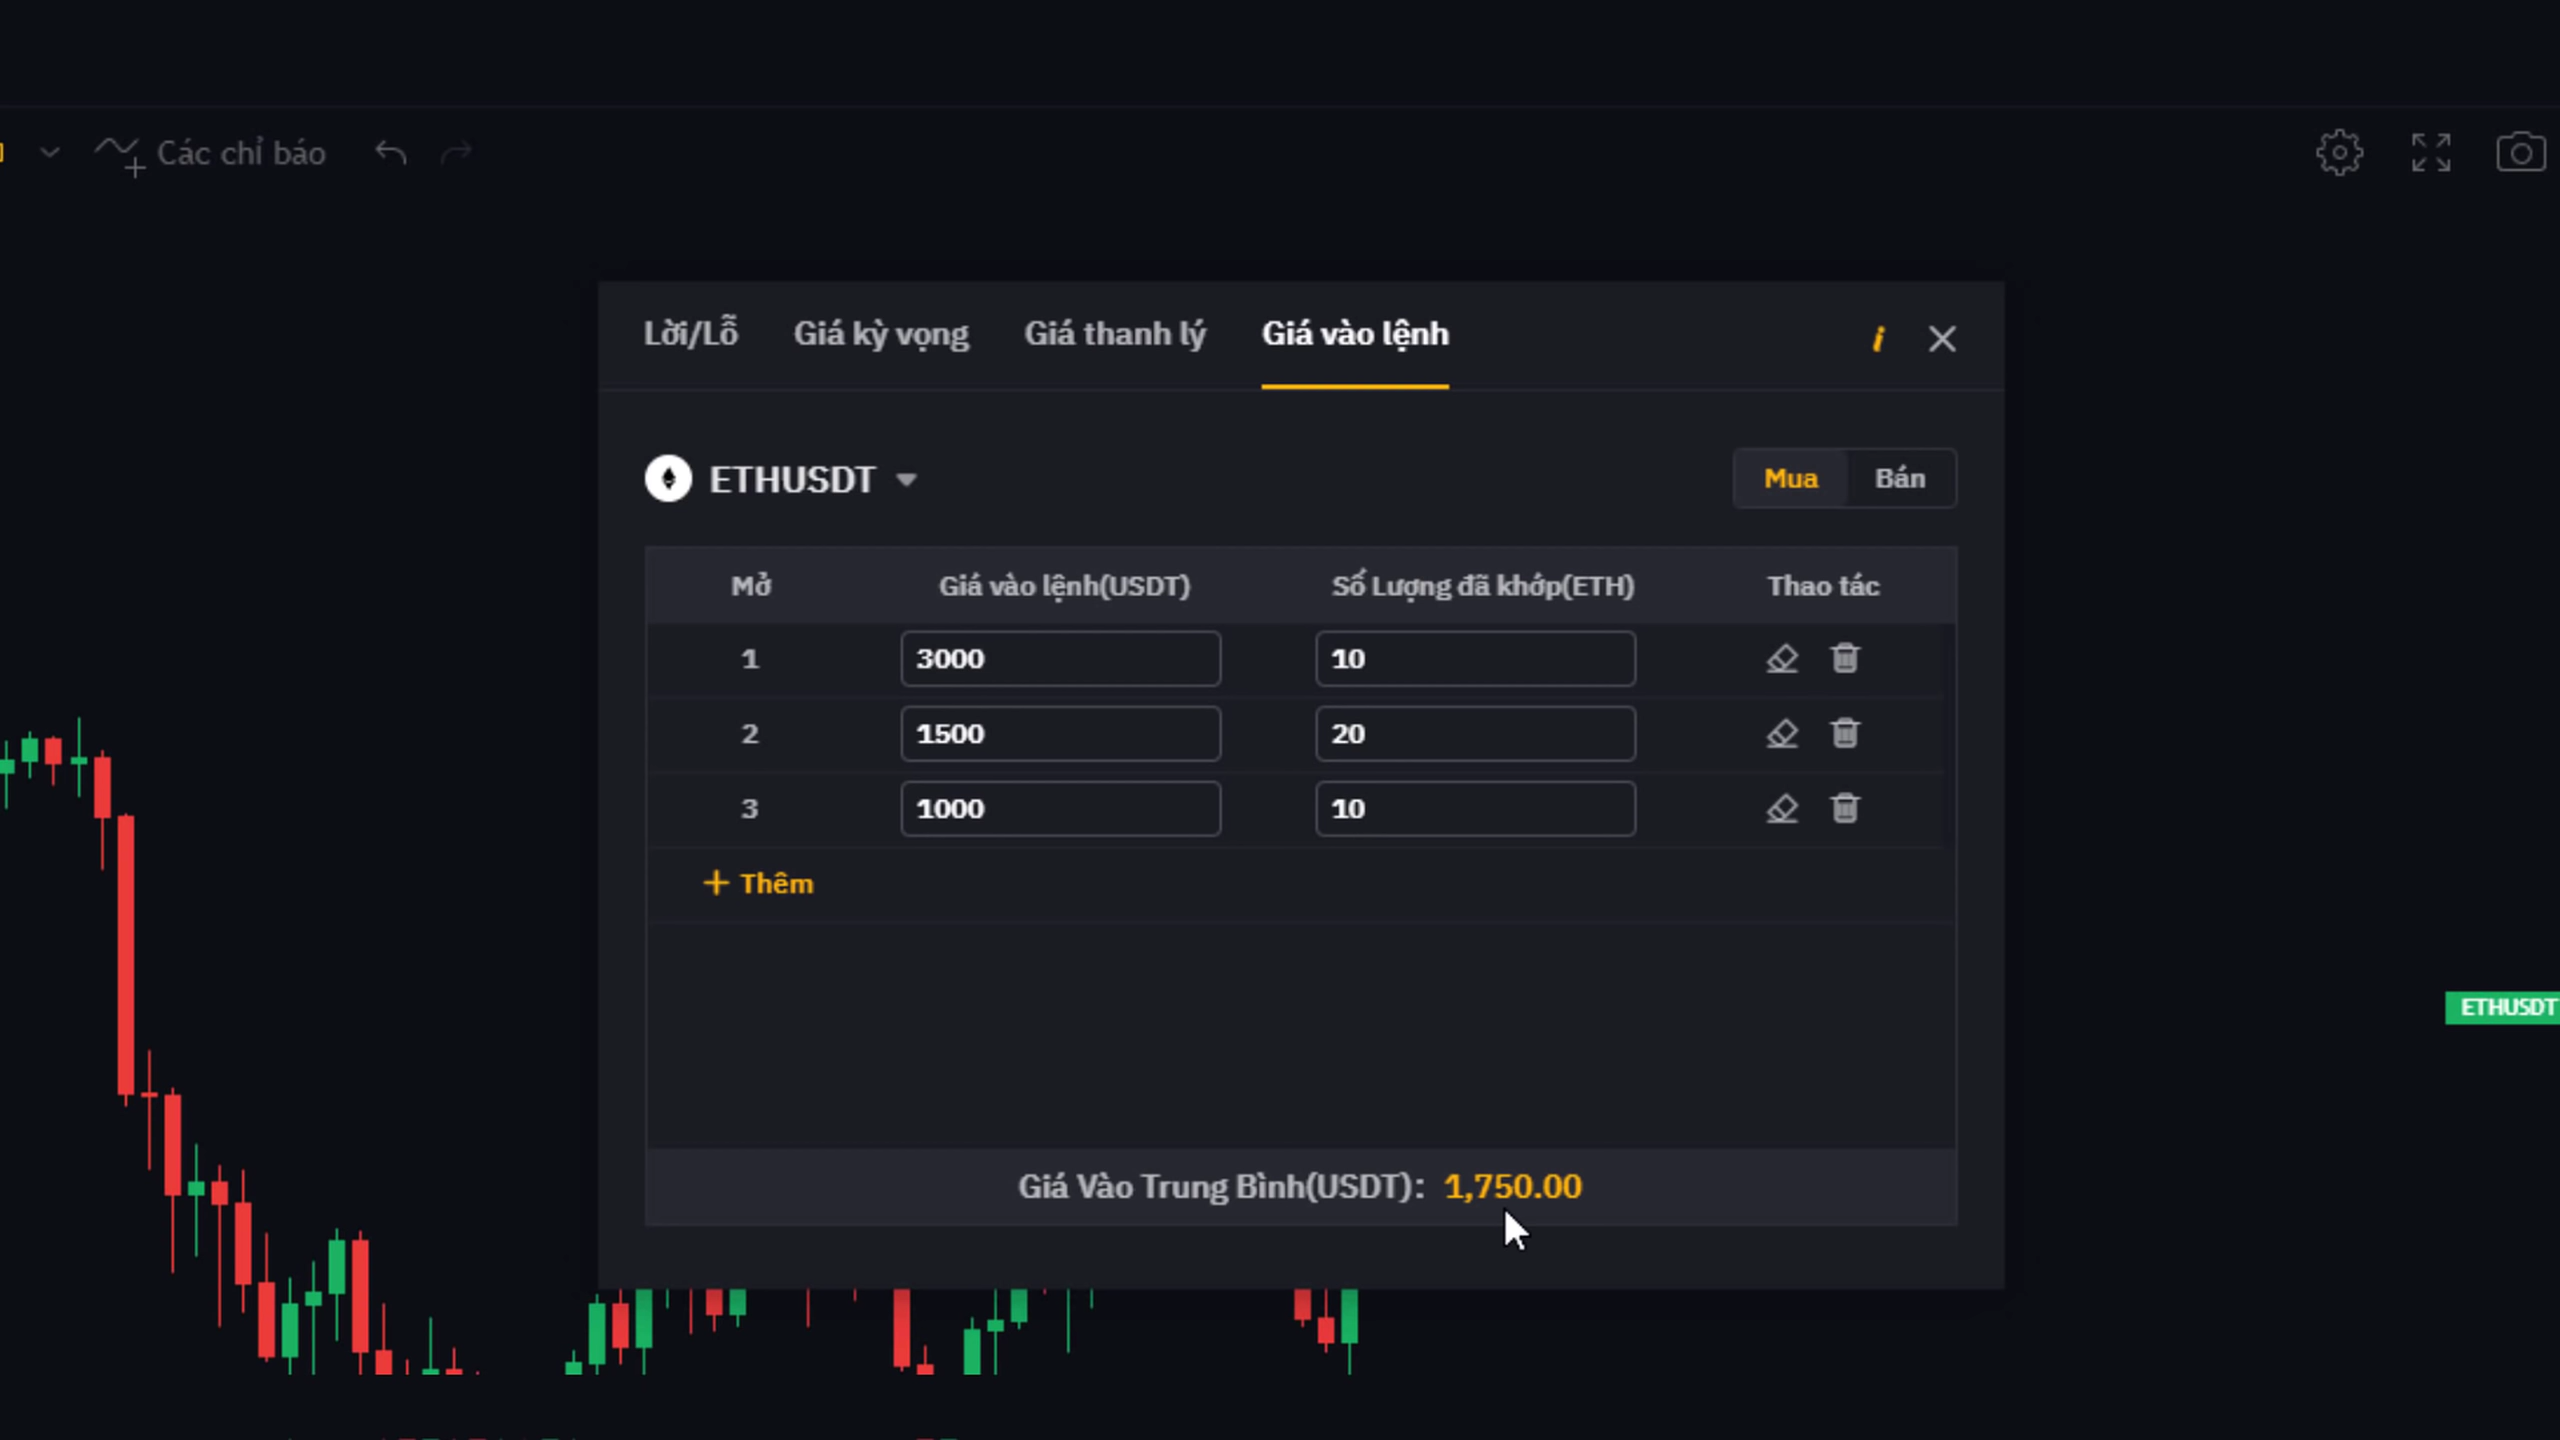 Các chỉ báo
Lời/Lỗ Giá kỳ vọng Giá thanh lý Giá vào lệnh i
ETHUSDT Mua Bán
Mở Giá vào lệnh(USDT) Số Lượng đã khớp(ETH) Thao tác
1 3000 10
2 1500 20
3 1000 10
+ Thêm
ETHUSDT
Giá Vào Trung Bình(USDT): 1,750.00